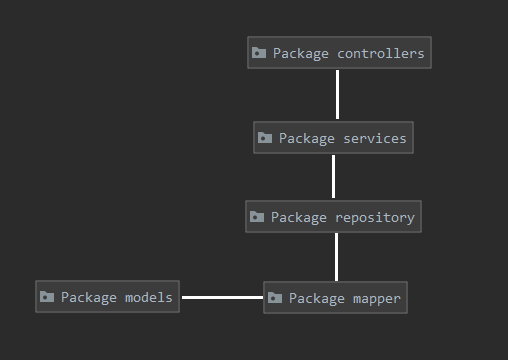 Package controllers
Package services
Package repository
Package models
Package mapper